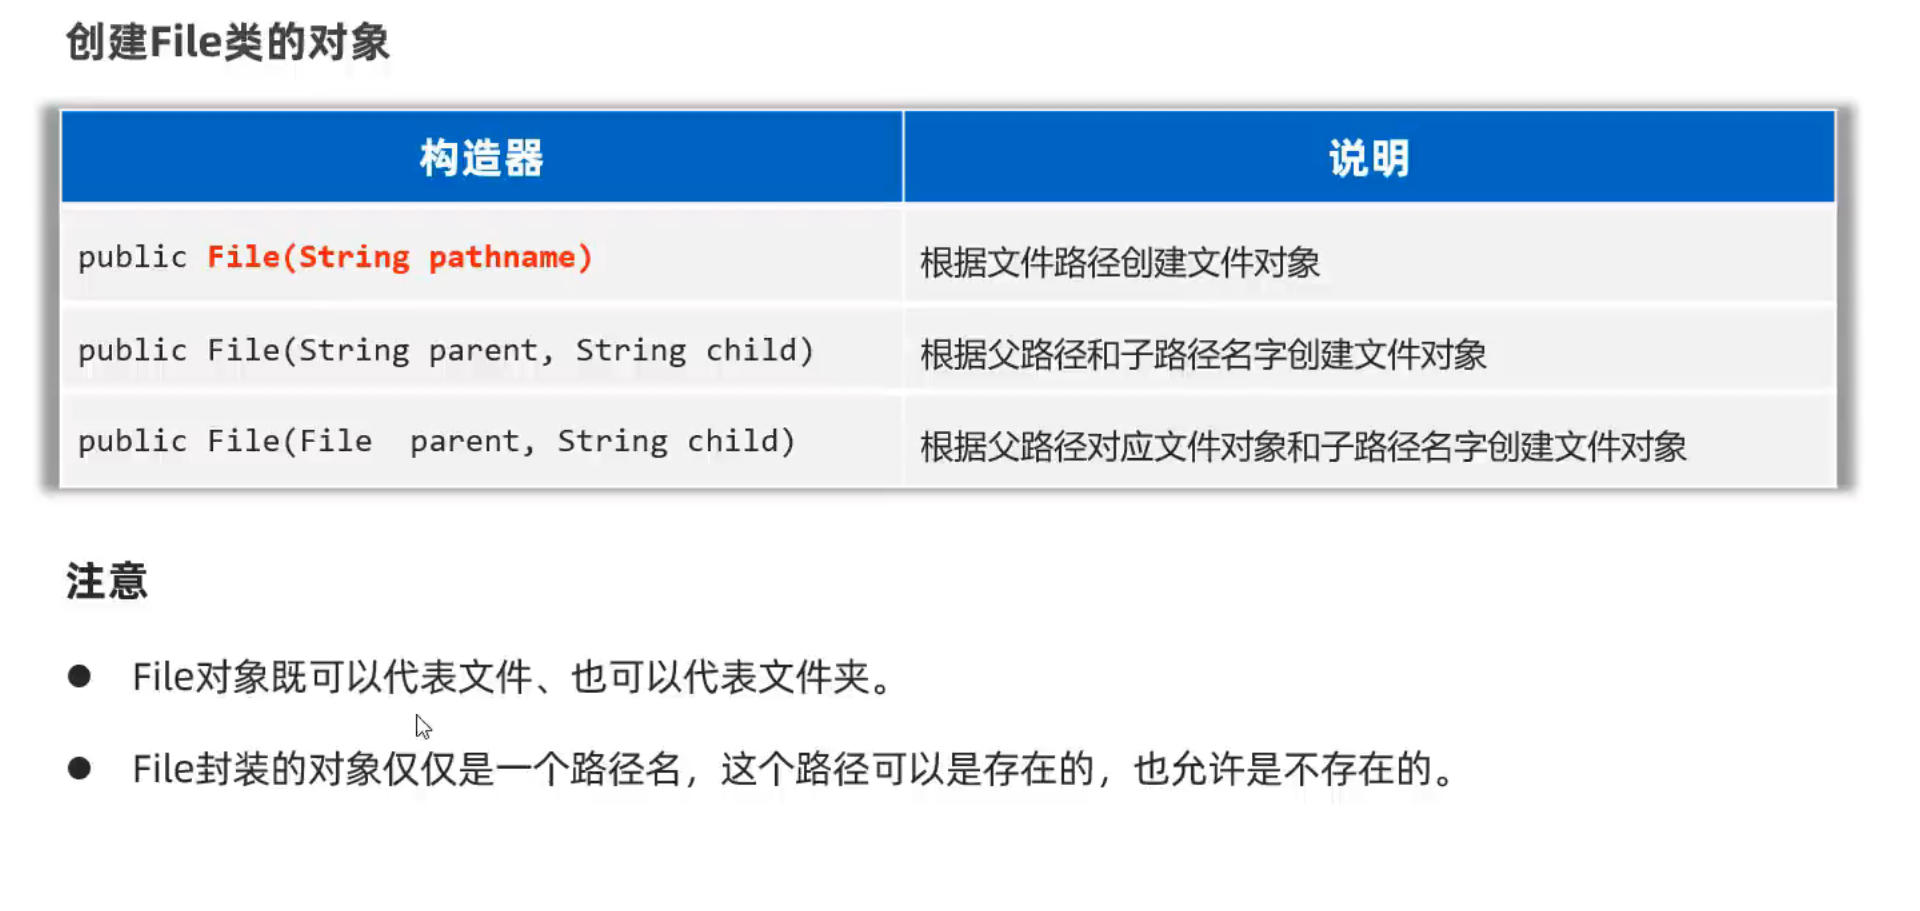 创建File类的对象
构造器 说明
public File(String pathname) 根据文件路径创建文件对象
public File(String parent, String child) 根据父路径和子路径名字创建文件对象
public File(File  parent, String child) 根据父路径对应文件对象和子路径名字创建文件对象
注意
● File对象既可以代表文件、也可以代表文件夹。
● File封装的对象仅仅是一个路径名，这个路径可以是存在的，也允许是不存在的。